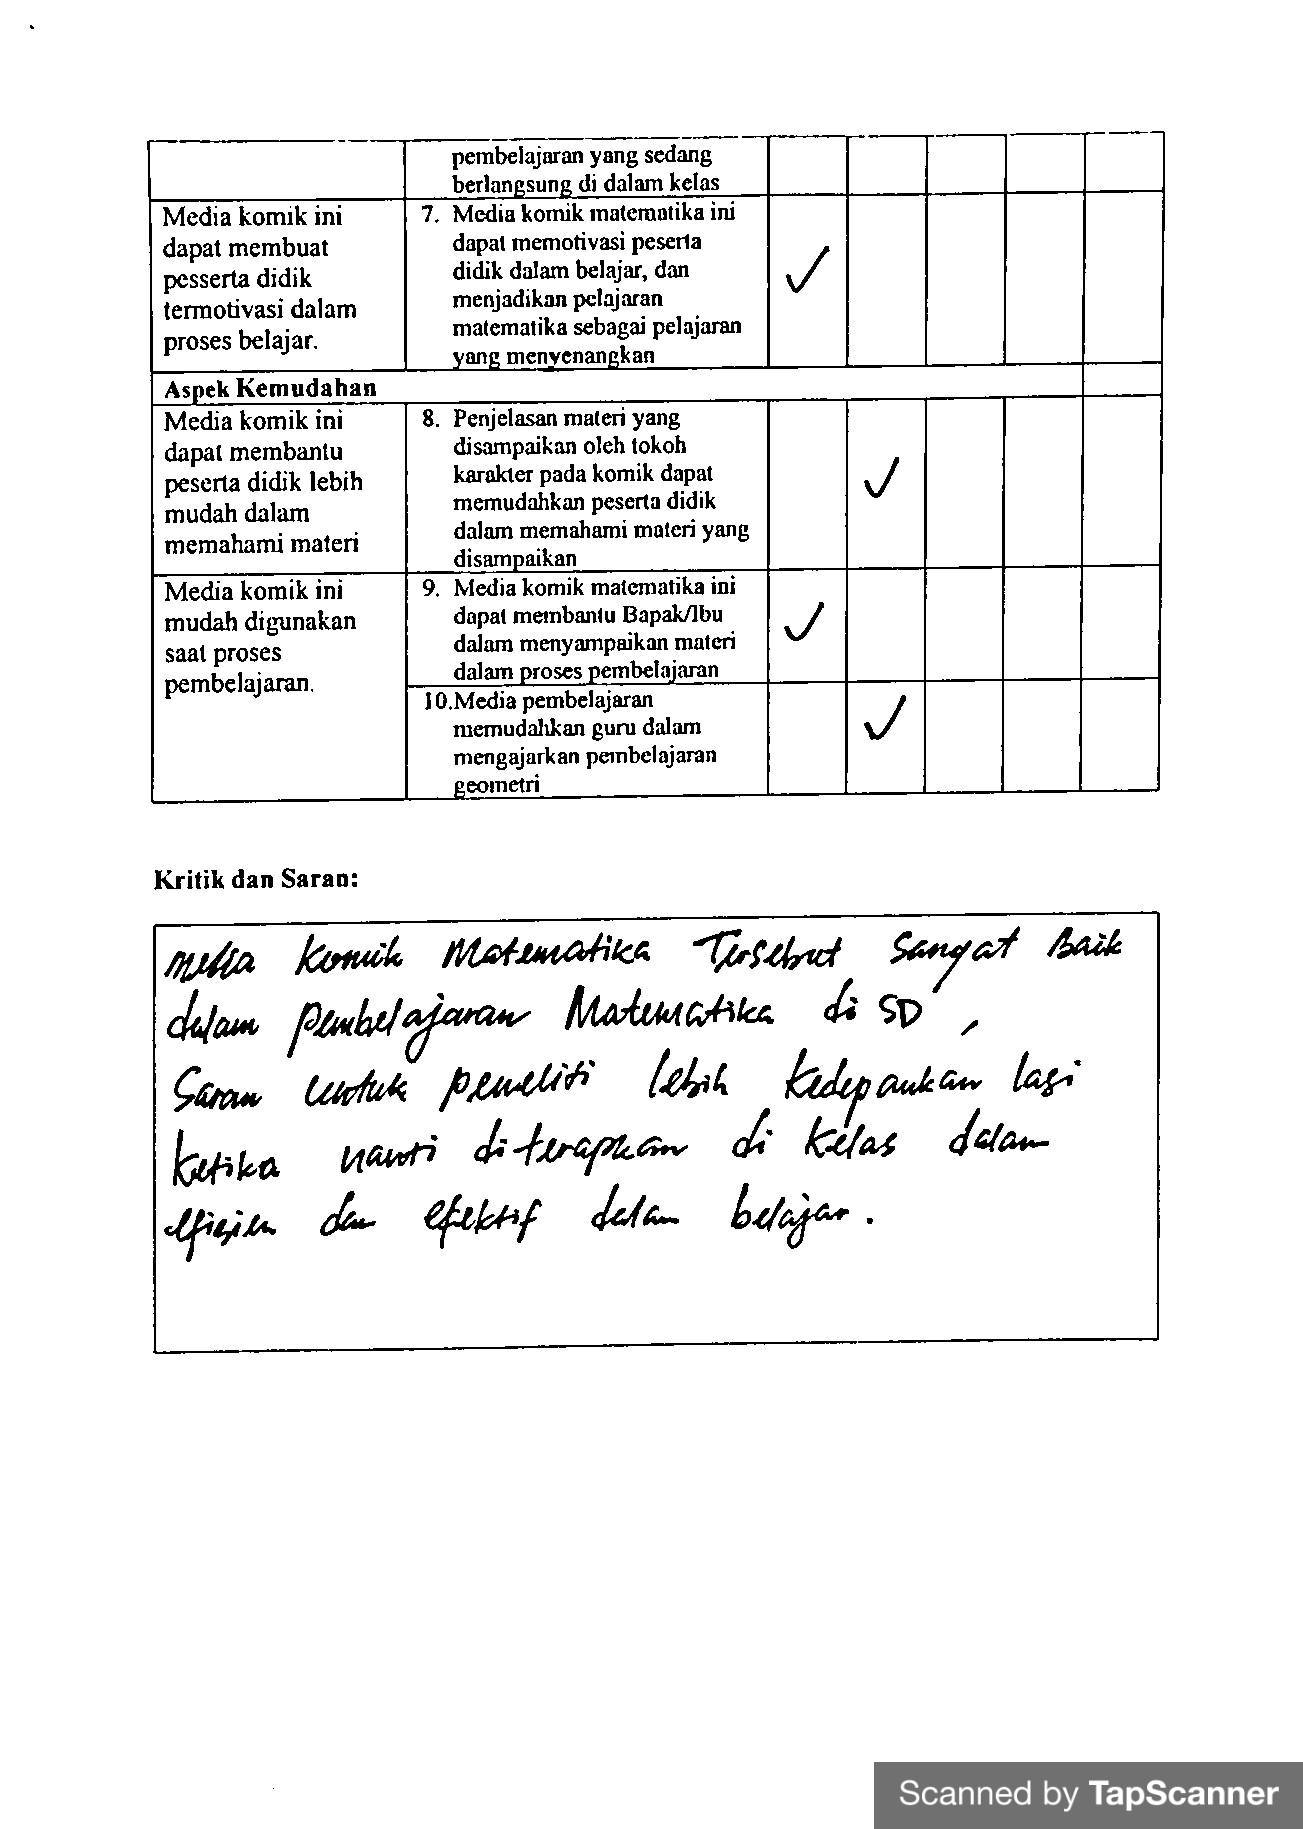 pembelajaran yang sedang
berlangsung di dalam kelas
Media komik ini
dapat membuat
pesserta didik
termotivasi dalam
proses belajar.
7. Media komik matematika ini
dapat memotivasi peserta
didik dalam belajar, dan
menjadikan pelajaran
matematika sebagai pelajaran
yang menyenangkan
✓
Aspek Kemudahan
Media komik ini
dapat membantu
peserta didik lebih
mudah dalam
memahami materi
8. Penjelasan materi yang
disampaikan oleh tokoh
karakter pada komik dapat
memudahkan peserta didik
dalam memahami materi yang
disampaikan
✓
Media komik ini
mudah digunakan
saat proses
pembelajaran.
9. Media komik matematika ini
dapat membantu Bapak/Ibu
dalam menyampaikan materi
dalam proses pembelajaran
✓
10.Media pembelajaran
memudahkan guru dalam
mengajarkan pembelajaran
geometri
✓
Kritik dan Saran:
Media Komik Matematika Tersebut Sangat Baik
dalam pembelajaran Matematika di SD,
Saran untuk peneliti lebih kedepankan lagi
ketika nanti diterapkan di kelas dalam
efisien dan efektif dalam belajar.
Scanned by TapScanner